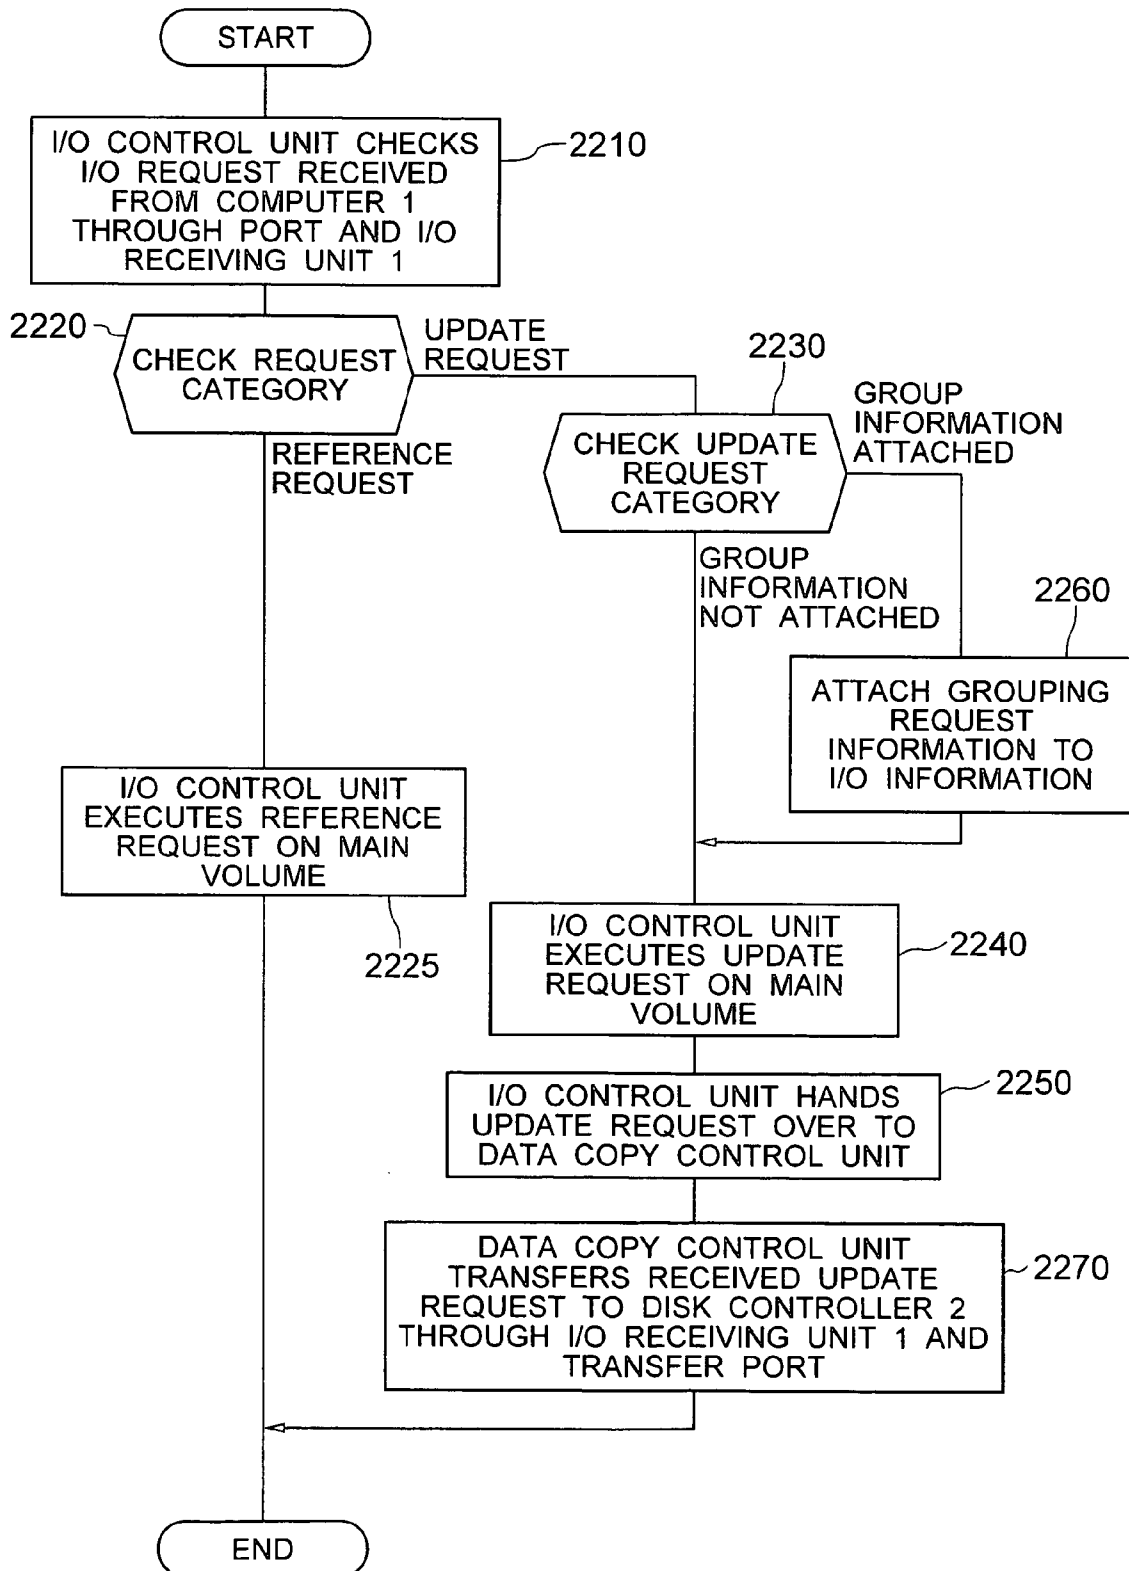 START
I/O CONTROL UNIT CHECKS
I/O REQUEST RECEIVED
FROM COMPUTER 1
THROUGH PORT AND I/O
RECEIVING UNIT 1
2210
2220
CHECK REQUEST
CATEGORY
UPDATE
REQUEST
REFERENCE
REQUEST
2230
CHECK UPDATE
REQUEST
CATEGORY
GROUP
INFORMATION
ATTACHED
GROUP
INFORMATION
NOT ATTACHED
2260
ATTACH GROUPING
REQUEST
INFORMATION TO
I/O INFORMATION
I/O CONTROL UNIT
EXECUTES REFERENCE
REQUEST ON MAIN
VOLUME
2225
I/O CONTROL UNIT
EXECUTES UPDATE
REQUEST ON MAIN
VOLUME
2240
I/O CONTROL UNIT HANDS
UPDATE REQUEST OVER TO
DATA COPY CONTROL UNIT
2250
DATA COPY CONTROL UNIT
TRANSFERS RECEIVED UPDATE
REQUEST TO DISK CONTROLLER 2
THROUGH I/O RECEIVING UNIT 1 AND
TRANSFER PORT
2270
END